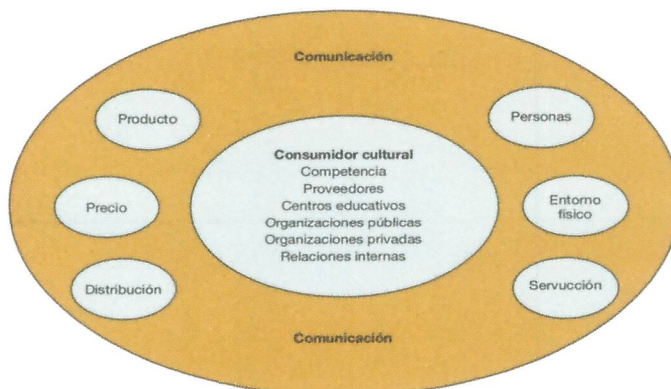 Comunicación
Producto
Personas
Consumidor cultural
Competencia
Proveedores
Centros educativos
Organizaciones públicas
Organizaciones privadas
Relaciones internas
Precio
Entorno
físico
Distribución
Servucción
Comunicación